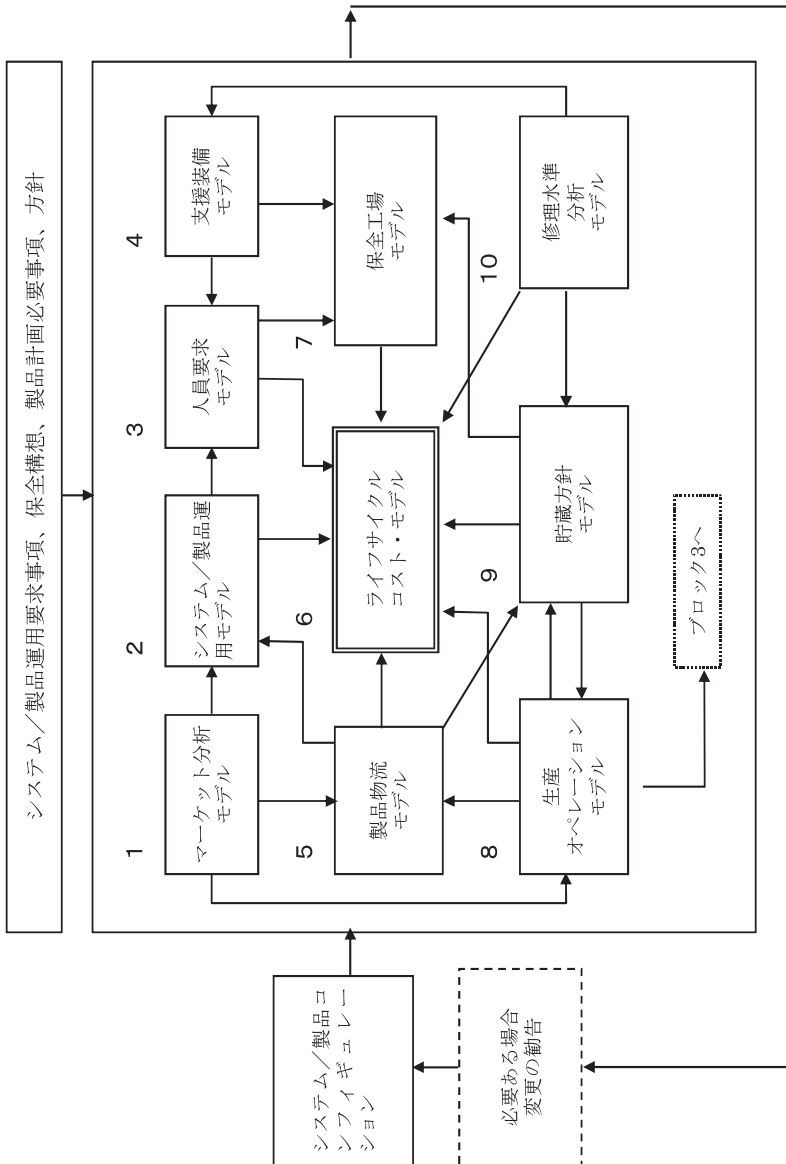 システム／製品運用要求事項、保全構想、製品計画必要事項、方針
1
マーケット分析
モデル
2
システム／製品運
用モデル
3
人員要求
モデル
4
支援装備
モデル
5
製品物流
モデル
6
ライフサイクル
コスト・モデル
7
保全工場
モデル
8
生産
オペレーション
モデル
9
貯蔵方針
モデル
10
修理水準
分析
モデル
ブロック3へ
システム／製品コ
ンフィギュレー
ション
必要ある場合
変更の勧告